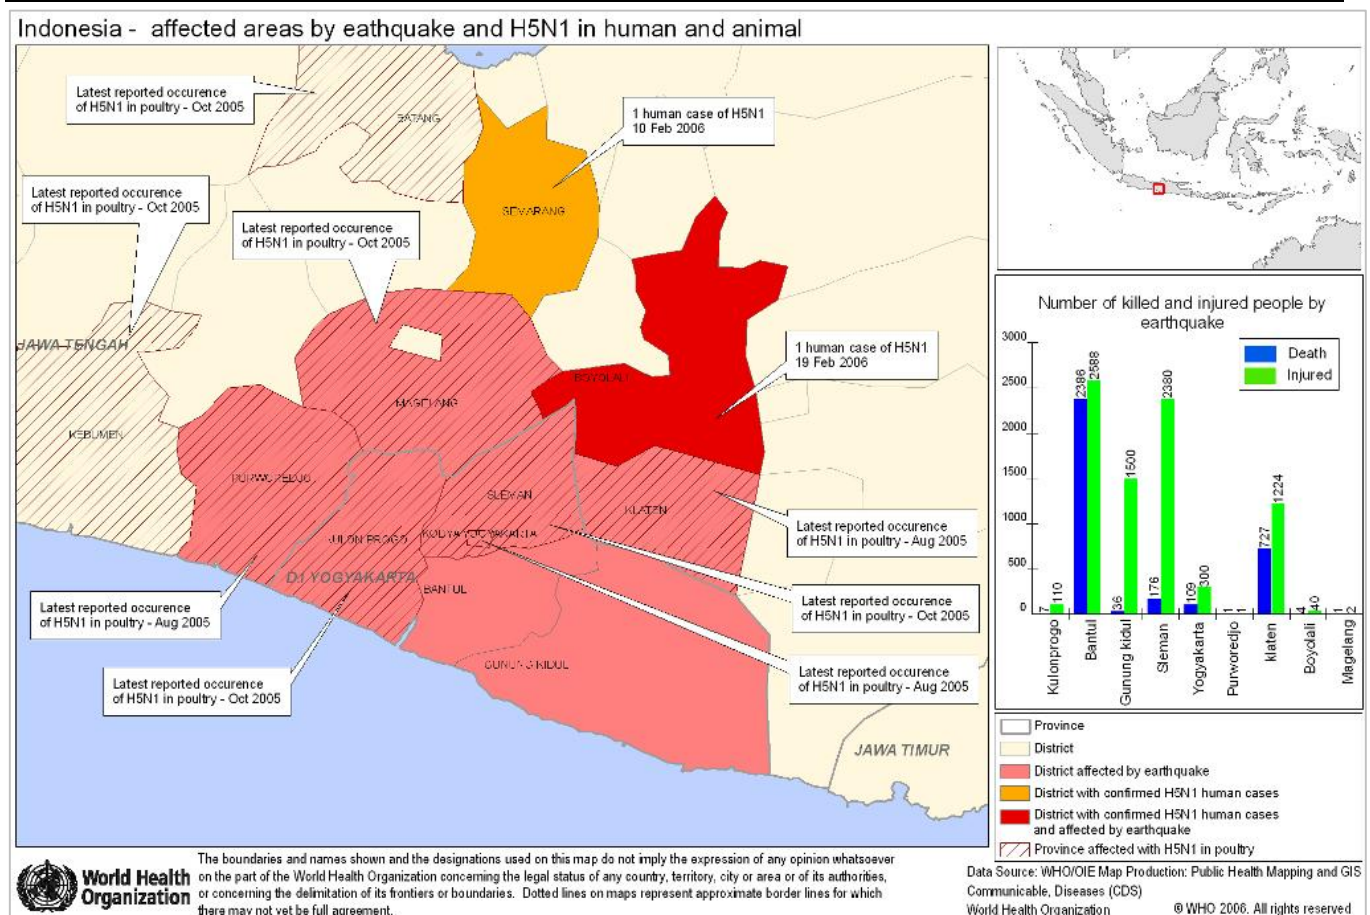 Indonesia - affected areas by eathquake and H5N1 in human and animal
Latest reported occurence
of H5N1 in poultry - Oct 2005
BATANG
1 human case of H5N1
10 Feb 2006
Latest reported occurence
of H5N1 in poultry - Oct 2005
SEMARANG
Latest reported occurence
of H5N1 in poultry - Oct 2005
JAWA TENGAH
1 human case of H5N1
19 Feb 2006
BOYOLALI
MAGELANG
KEBUMEN
PURWOREDJO
SLEMAN
KLATEN
Latest reported occurence
of H5N1 in poultry - Aug 2005
KULON PROGO
KODYA YOGYAKARTA
D.I YOGYAKARTA
BANTUL
Latest reported occurence
of H5N1 in poultry - Aug 2005
Latest reported occurence
of H5N1 in poultry - Oct 2005
GUNUNG KIDUL
Latest reported occurence
of H5N1 in poultry - Aug 2005
Latest reported occurence
of H5N1 in poultry - Oct 2005
JAWA TIMUR
Number of killed and injured people by
earthquake
Death
Injured
3000
2500
2000
1500
1000
500
0
7
110
2386
2588
36
1500
176
2380
109
300
1
1
727
1224
4
40
1
2
Kulonprogo
Bantul
Gunung kidul
Sleman
Yogyakarta
Purworedjo
klaten
Boyolali
Magelang
Province
District
District affected by earthquake
District with confirmed H5N1 human cases
District with confirmed H5N1 human cases
and affected by earthquake
Province affected with H5N1 in poultry
World Health
Organization
The boundaries and names shown and the designations used on this map do not imply the expression of any opinion whatsoever
on the part of the World Health Organization concerning the legal status of any country, territory, city or area or of its authorities,
or concerning the delimitation of its frontiers or boundaries. Dotted lines on maps represent approximate border lines for which
there may not yet be full agreement.
Data Source: WHO/OIE Map Production: Public Health Mapping and GIS
Communicable, Diseases (CDS)
World Health Organization
© WHO 2006. All rights reserved